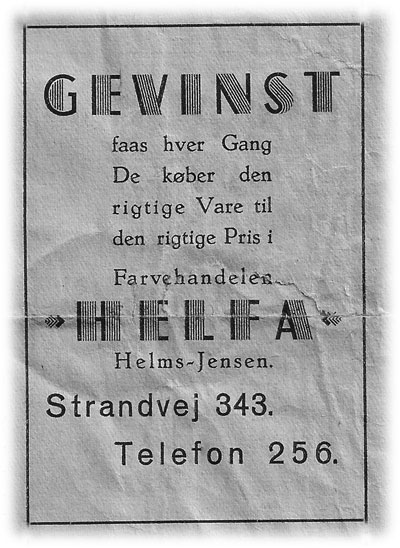 GEVINST
faas hver Gang
De køber den
rigtige Vare til
den rigtige Pris i
Farvehandelen
HELFA
Helms-Jensen.
Strandvej 343.
Telefon 256.